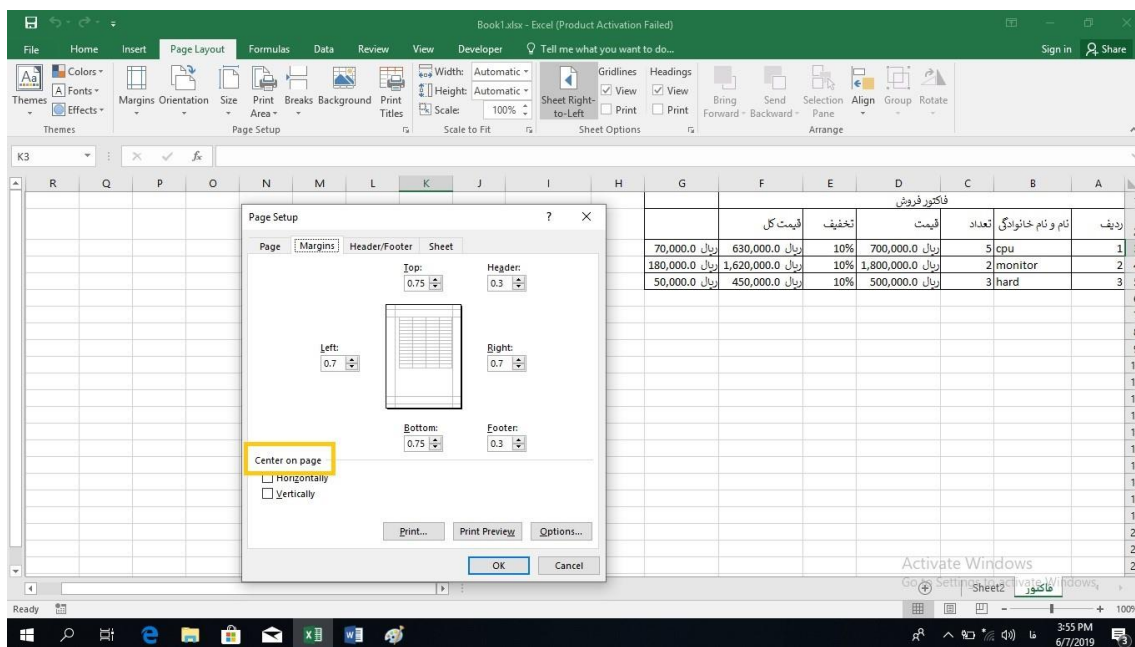 Book1.xlsx - Excel (Product Activation Failed)
File Home Insert Page Layout Formulas Data Review View Developer Tell me what you want to do... Sign in Share
Colors Width: Automatic Gridlines Headings
Fonts Height: Automatic View View
Effects Scale: 100% Print Print
Themes Margins Orientation Size Print Area Breaks Background Print Titles Sheet Right-to-Left Bring Forward Send Backward Selection Pane Align Group Rotate
Themes Page Setup Scale to Fit Sheet Options Arrange
K3 fx
R Q P O N M L K J I H G F E D C B A
فاکتور فروش
ردیف نام و نام خانوادگی تعداد قیمت تخفیف قیمت کل
1 cpu 5 ریال 700,000.0 10% ریال 630,000.0 ریال 70,000.0
2 monitor 2 ریال 1,800,000.0 10% ریال 1,620,000.0 ریال 180,000.0
3 hard 3 ریال 500,000.0 10% ریال 450,000.0 ریال 50,000.0
Page Setup ? ×
Page Margins Header/Footer Sheet
Top: Header:
0.75 0.3
Left: Right:
0.7 0.7
Bottom: Footer:
0.75 0.3
Center on page
Horizontally
Vertically
Print... Print Preview Options...
OK Cancel
Activate Windows
Go to Settings to activate Windows.
Sheet2 فاکتور
Ready 100%
فا 3:55 PM
6/7/2019 3